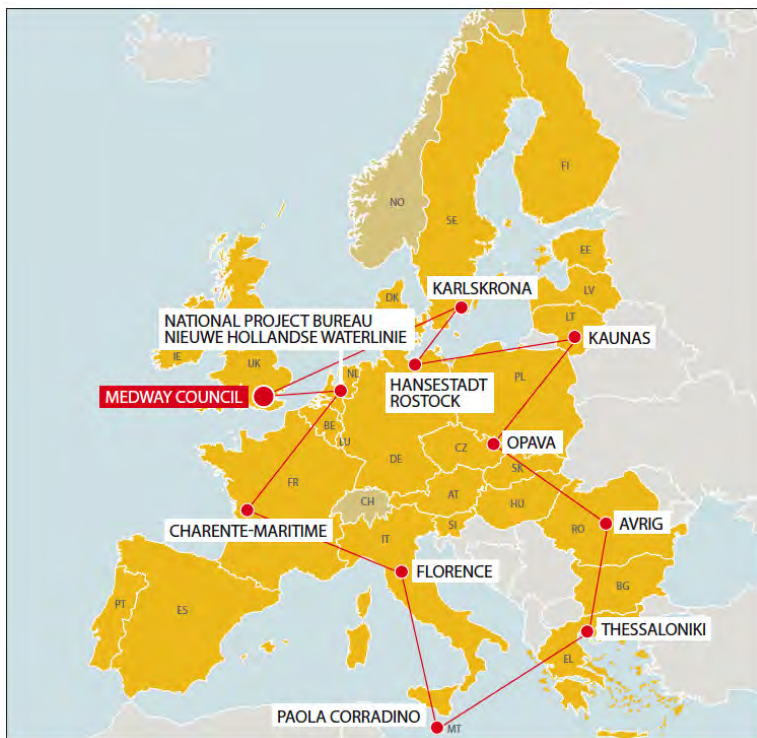 FI
NO
SE
EE
KARLSKRONA
LV
DK
NATIONAL PROJECT BUREAU
NIEUWE HOLLANDSE WATERLINIE
LT
KAUNAS
IE
UK
NL
HANSESTADT
ROSTOCK
PL
MEDWAY COUNCIL
BE
LU
DE
CZ
OPAVA
SK
FR
CH
AT
HU
CHARENTE-MARITIME
SI
RO
AVRIG
IT
FLORENCE
BG
PT
ES
THESSALONIKI
EL
PAOLA CORRADINO
MT